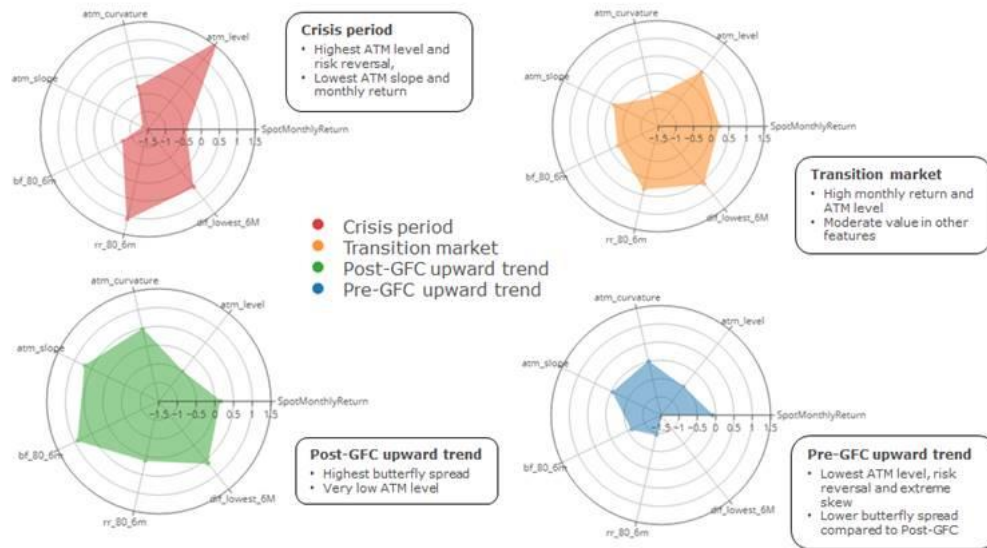 atm_curvature
atm_level
atm_slope
−1.5 −1 −0.5 0 0.5 1 1.5
SpotMonthlyReturn
bf_80_6m
dif_lowest_6M
rr_80_6m
Crisis period
• Highest ATM level and
risk reversal,
• Lowest ATM slope and
monthly return
atm_curvature
atm_level
atm_slope
−1.5 −1 −0.5 0 0.5 1 1.5
SpotMonthlyReturn
bf_80_6m
dif_lowest_6M
rr_80_6m
Transition market
• High monthly return and
ATM level
• Moderate value in other
features
Crisis period
Transition market
Post-GFC upward trend
Pre-GFC upward trend
atm_curvature
atm_level
atm_slope
−1.5 −1 −0.5 0 0.5 1 1.5
SpotMonthlyReturn
bf_80_6m
dif_lowest_6M
rr_80_6m
Post-GFC upward trend
• Highest butterfly spread
• Very low ATM level
atm_curvature
atm_level
atm_slope
−1.5 −1 −0.5 0 0.5 1 1.5
SpotMonthlyReturn
bf_80_6m
dif_lowest_6M
rr_80_6m
Pre-GFC upward trend
• Lowest ATM level, risk
reversal and extreme
skew
• Lower butterfly spread
compared to Post-GFC